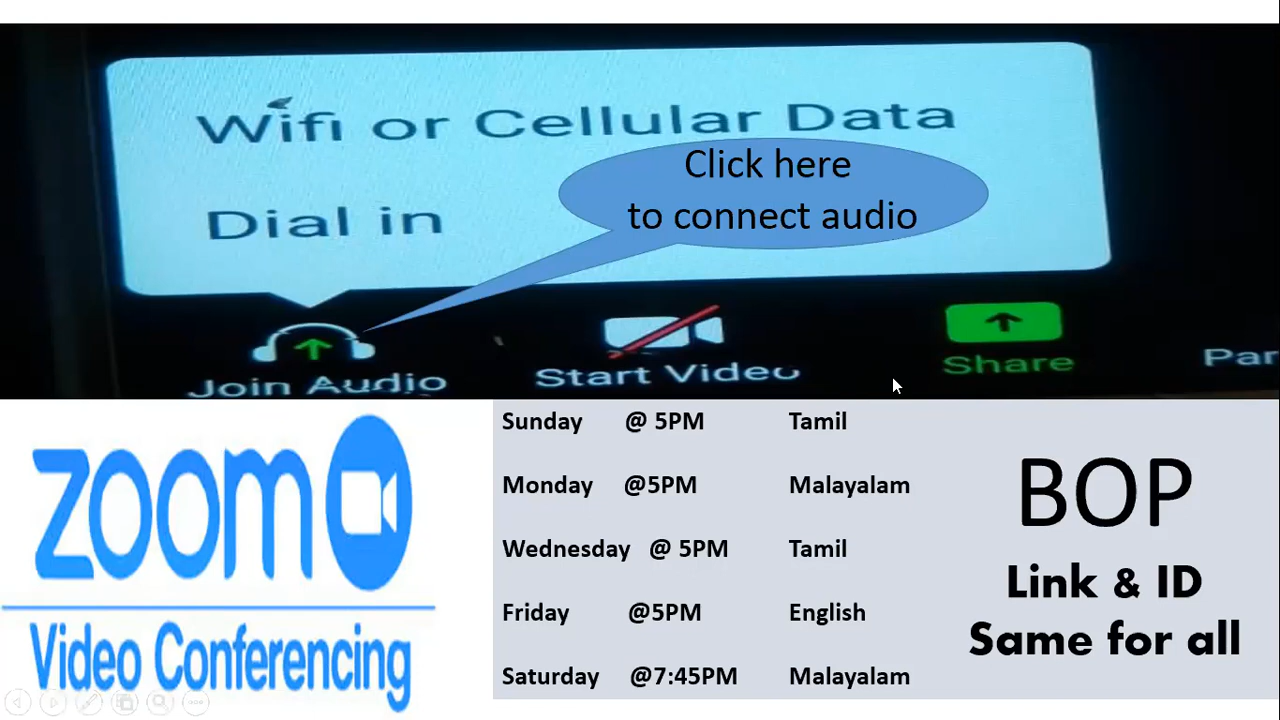 Wifi or Cellular Data
Click here
to connect audio
Dial in
Join Audio
Start Video
Share
zoom
Video Conferencing
Sunday @ 5PM Tamil
Monday @5PM Malayalam
Wednesday @ 5PM Tamil
Friday @5PM English
Saturday @7:45PM Malayalam
BOP
Link & ID
Same for all